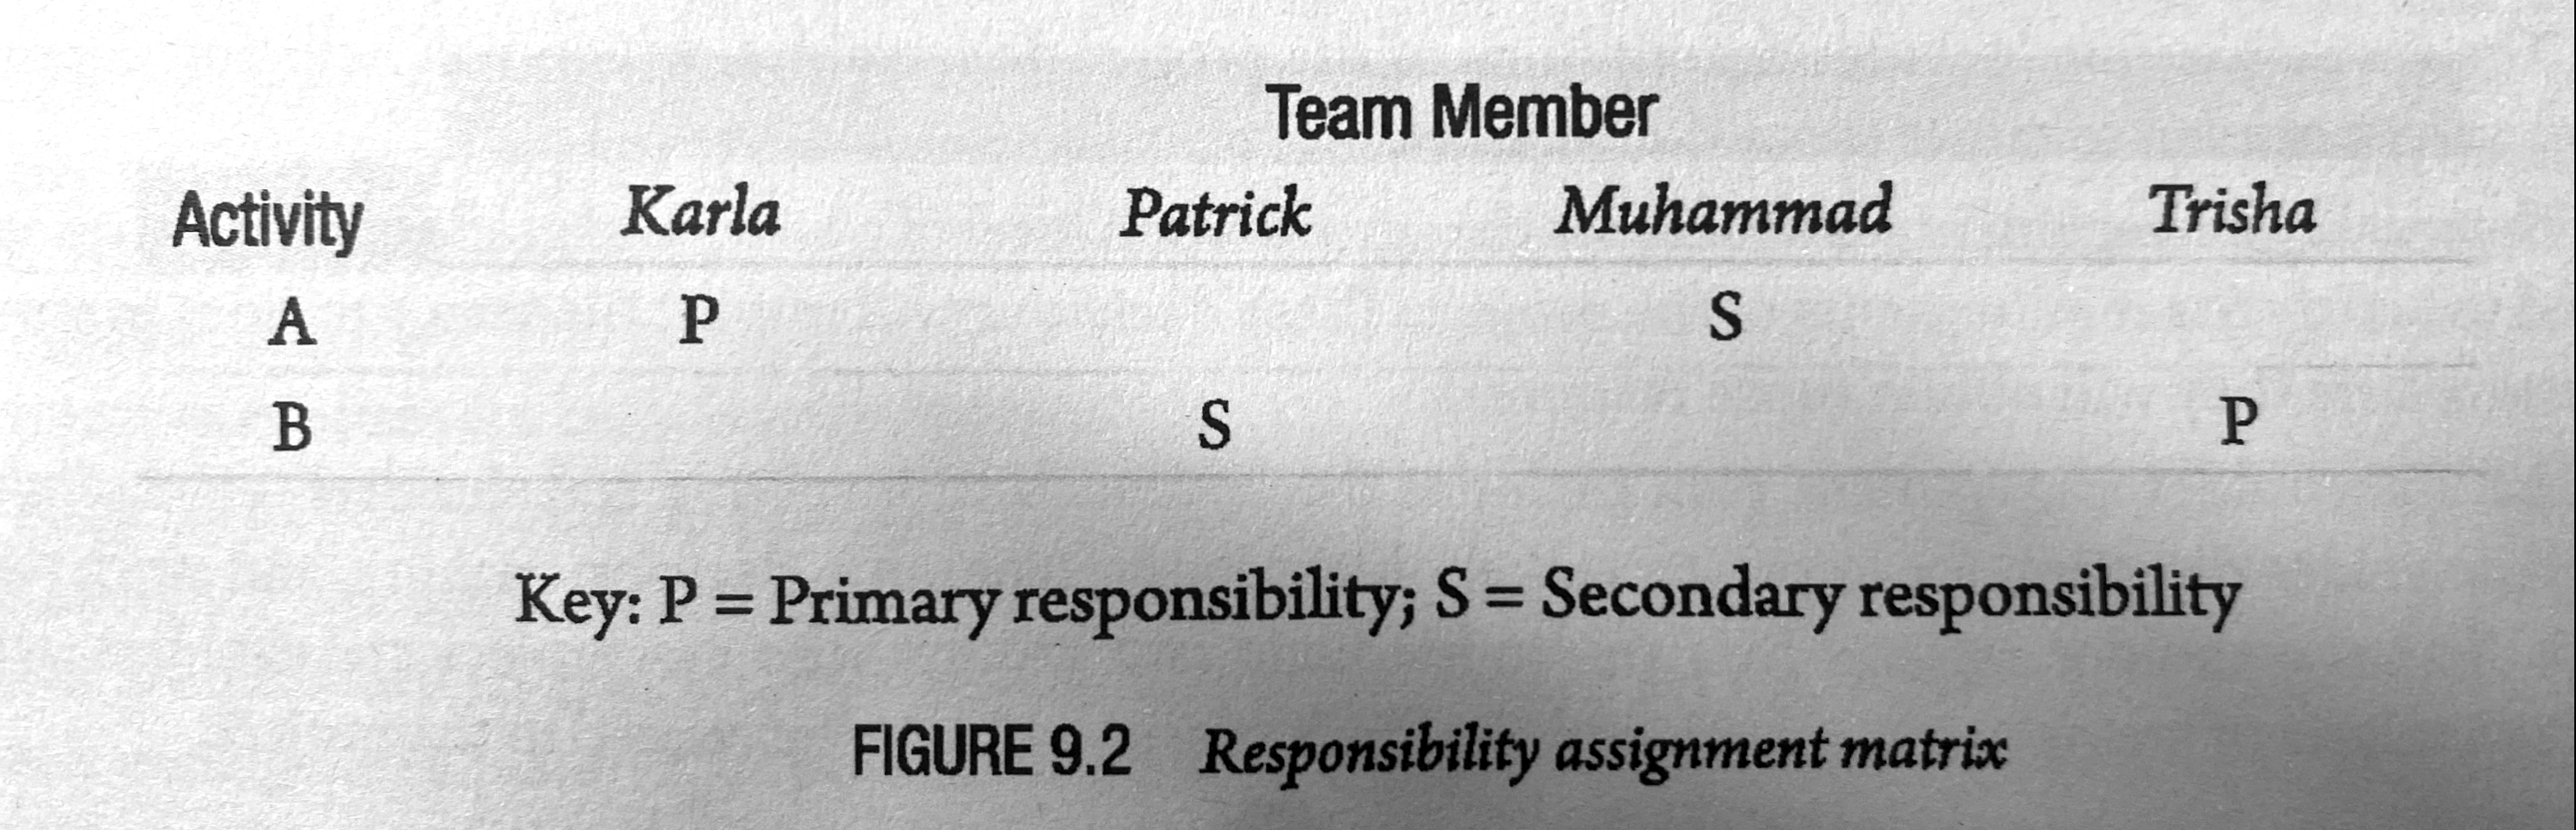 Team Member
Activity Karla Patrick Muhammad Trisha
A P S
B S P
Key: P = Primary responsibility; S = Secondary responsibility
FIGURE 9.2 Responsibility assignment matrix